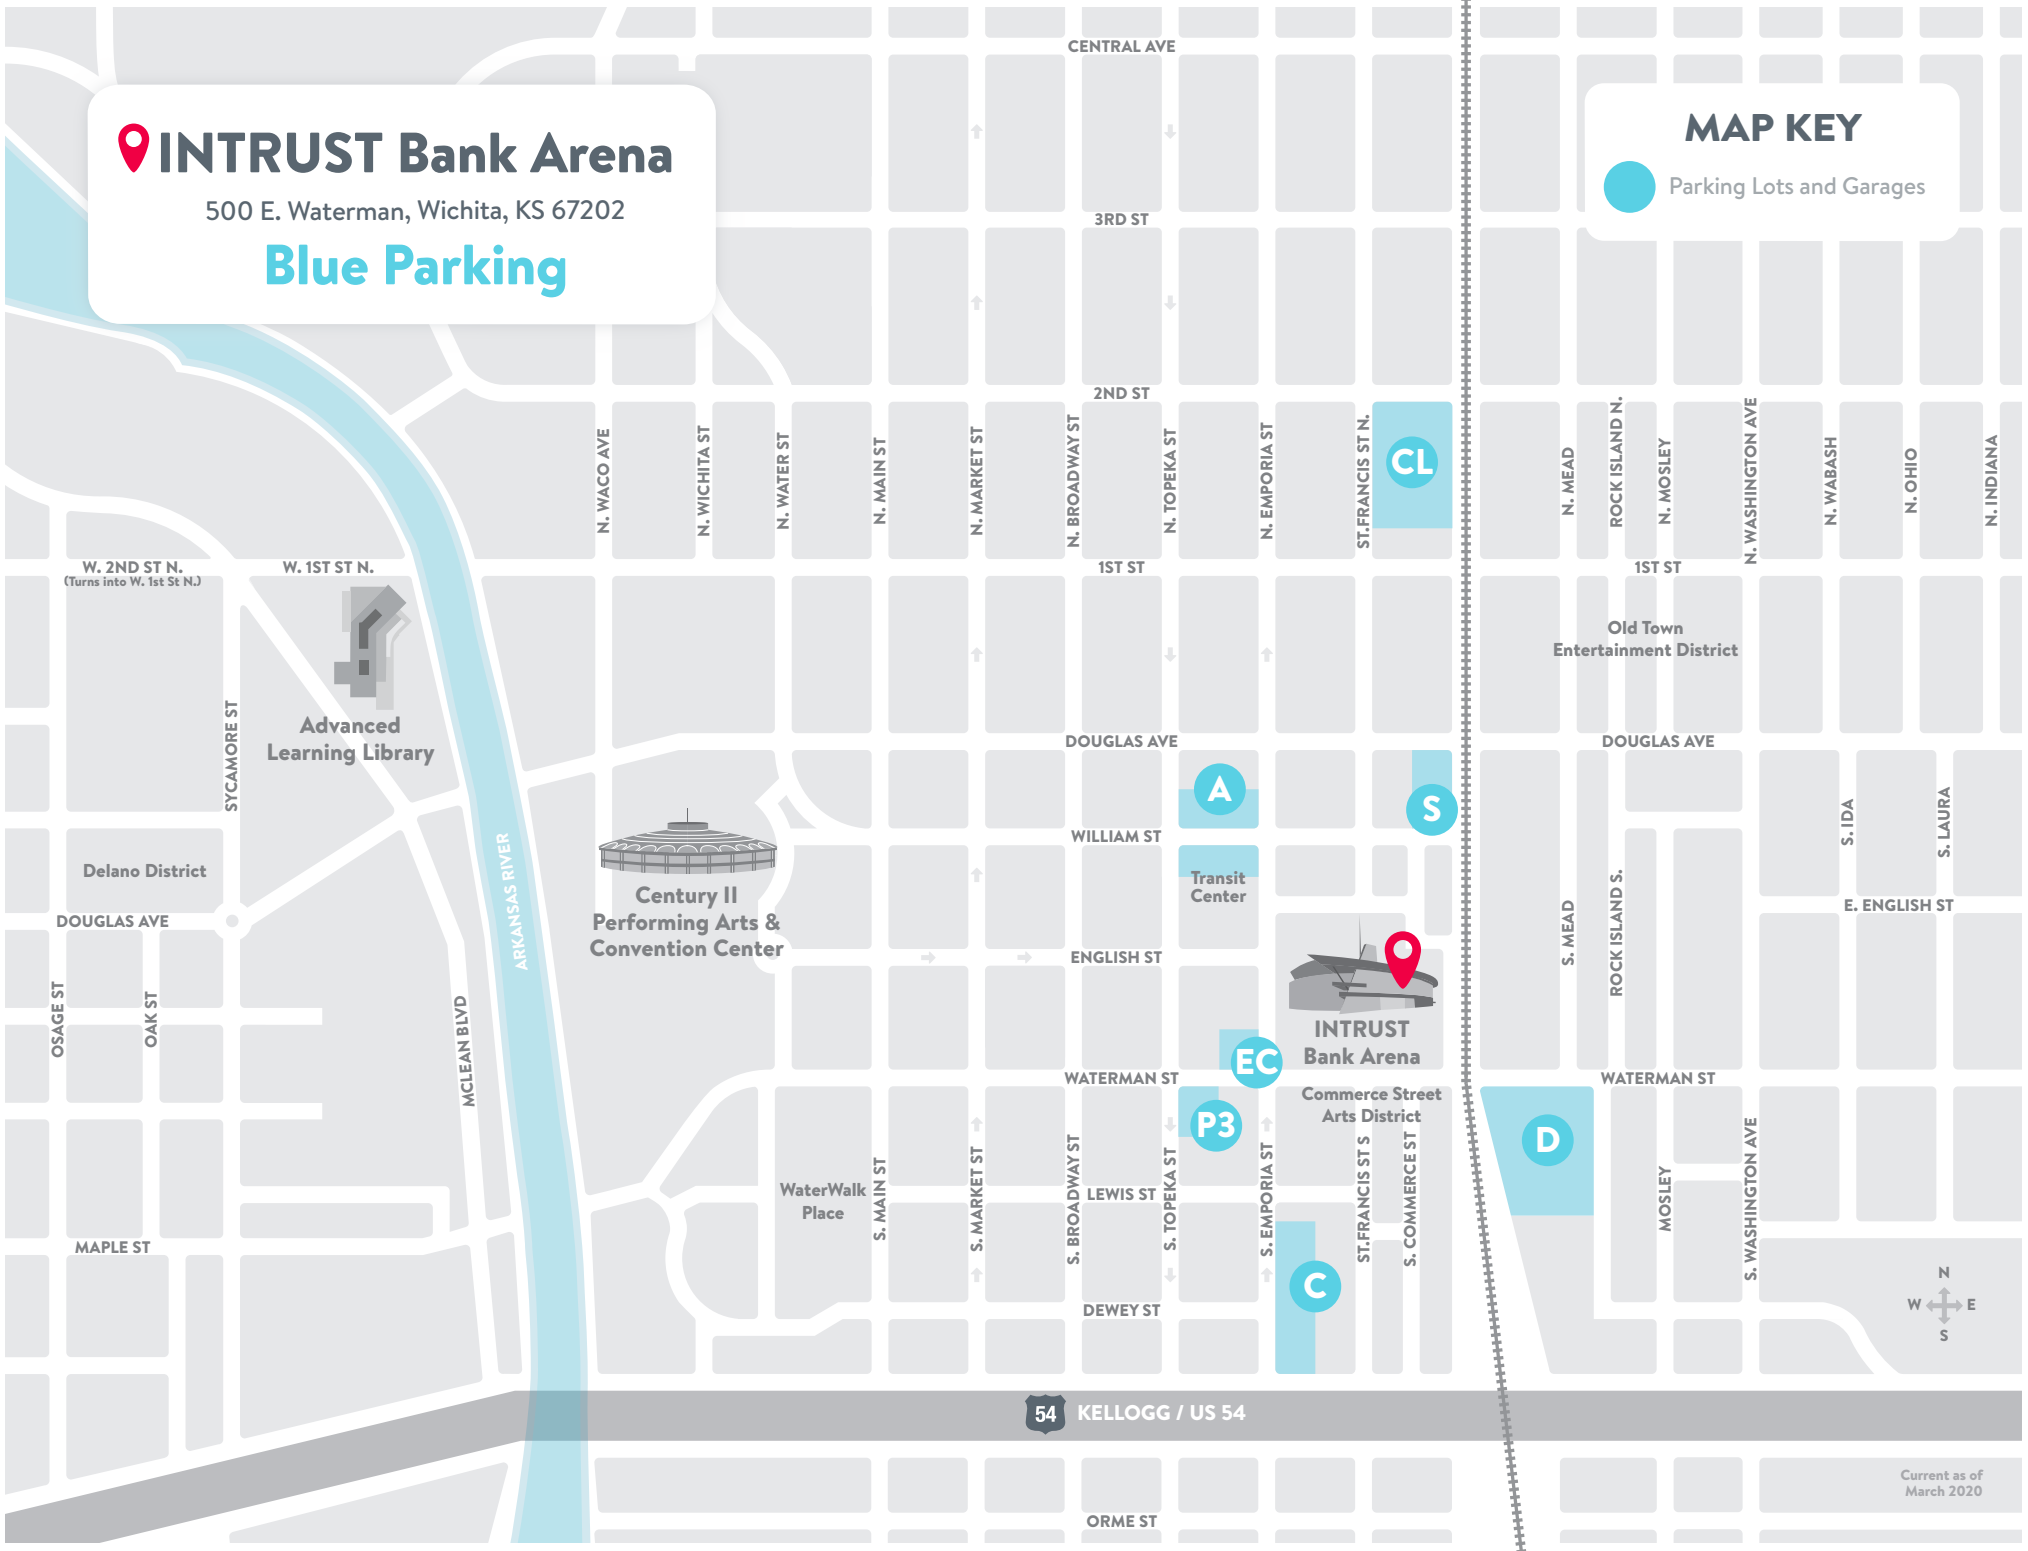 CENTRAL AVE
INTRUST Bank Arena
500 E. Waterman, Wichita, KS 67202
Blue Parking
MAP KEY
Parking Lots and Garages
3RD ST
2ND ST
N. WACO AVE
N. WICHITA ST
N. WATER ST
N. MAIN ST
N. MARKET ST
N. BROADWAY ST
N. TOPEKA ST
N. EMPORIA ST
ST.FRANCIS ST N.
CL
N. MEAD
ROCK ISLAND N.
N. MOSLEY
N. WASHINGTON AVE
N. WABASH
N. OHIO
N. INDIANA
W. 2ND ST N.
(Turns into W. 1st St N.)
W. 1ST ST N.
1ST ST
1ST ST
Old Town
Entertainment District
SYCAMORE ST
Advanced
Learning Library
DOUGLAS AVE
DOUGLAS AVE
A
S
WILLIAM ST
S. IDA
S. LAURA
Delano District
ARKANSAS RIVER
Century II
Performing Arts &
Convention Center
Transit
Center
DOUGLAS AVE
E. ENGLISH ST
S. MEAD
ROCK ISLAND S.
ENGLISH ST
OSAGE ST
OAK ST
MCLEAN BLVD
INTRUST
Bank Arena
EC
WATERMAN ST
WATERMAN ST
Commerce Street
Arts District
P3
D
WaterWalk
Place
S. MAIN ST
S. MARKET ST
S. BROADWAY ST
LEWIS ST
S. TOPEKA ST
S. EMPORIA ST
ST.FRANCIS ST S
S. COMMERCE ST
MOSLEY
S. WASHINGTON AVE
MAPLE ST
C
DEWEY ST
N
W E
S
54 KELLOGG / US 54
Current as of
March 2020
ORME ST